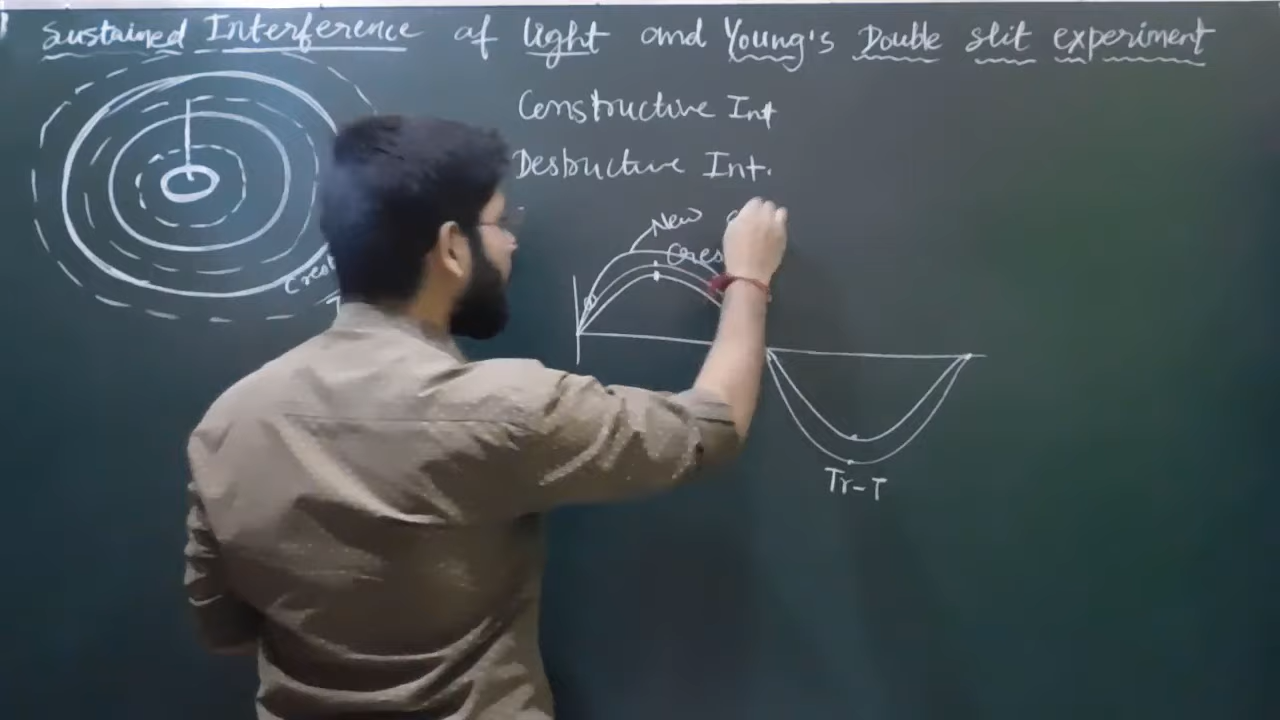 Sustained Interference of light and Young's Double slit experiment
Constructive Int
Destructive Int.
New
Crest
Tr-T